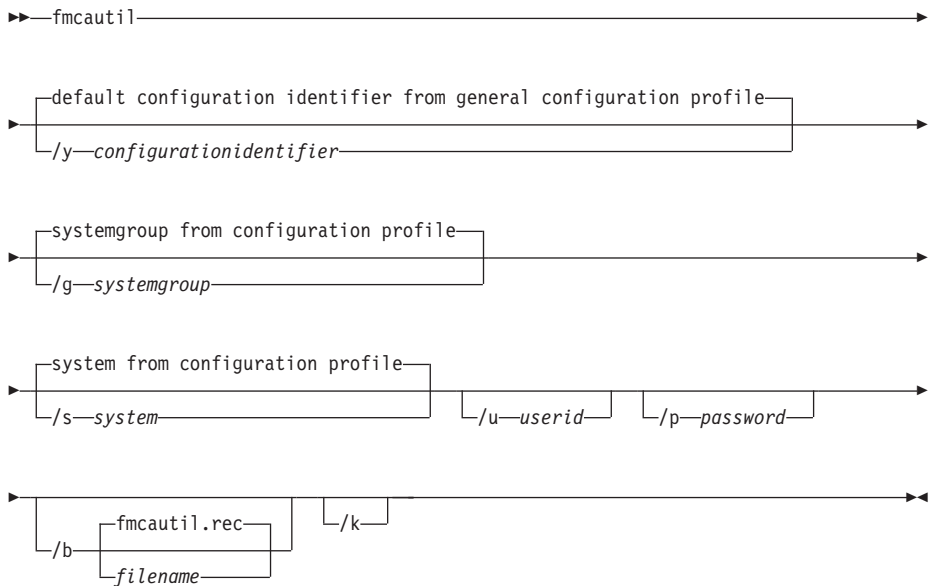 fmcautil
default configuration identifier from general configuration profile
/y configurationidentifier
systemgroup from configuration profile
/g systemgroup
system from configuration profile
/s system /u userid /p password
fmcautil.rec /k
/b
filename